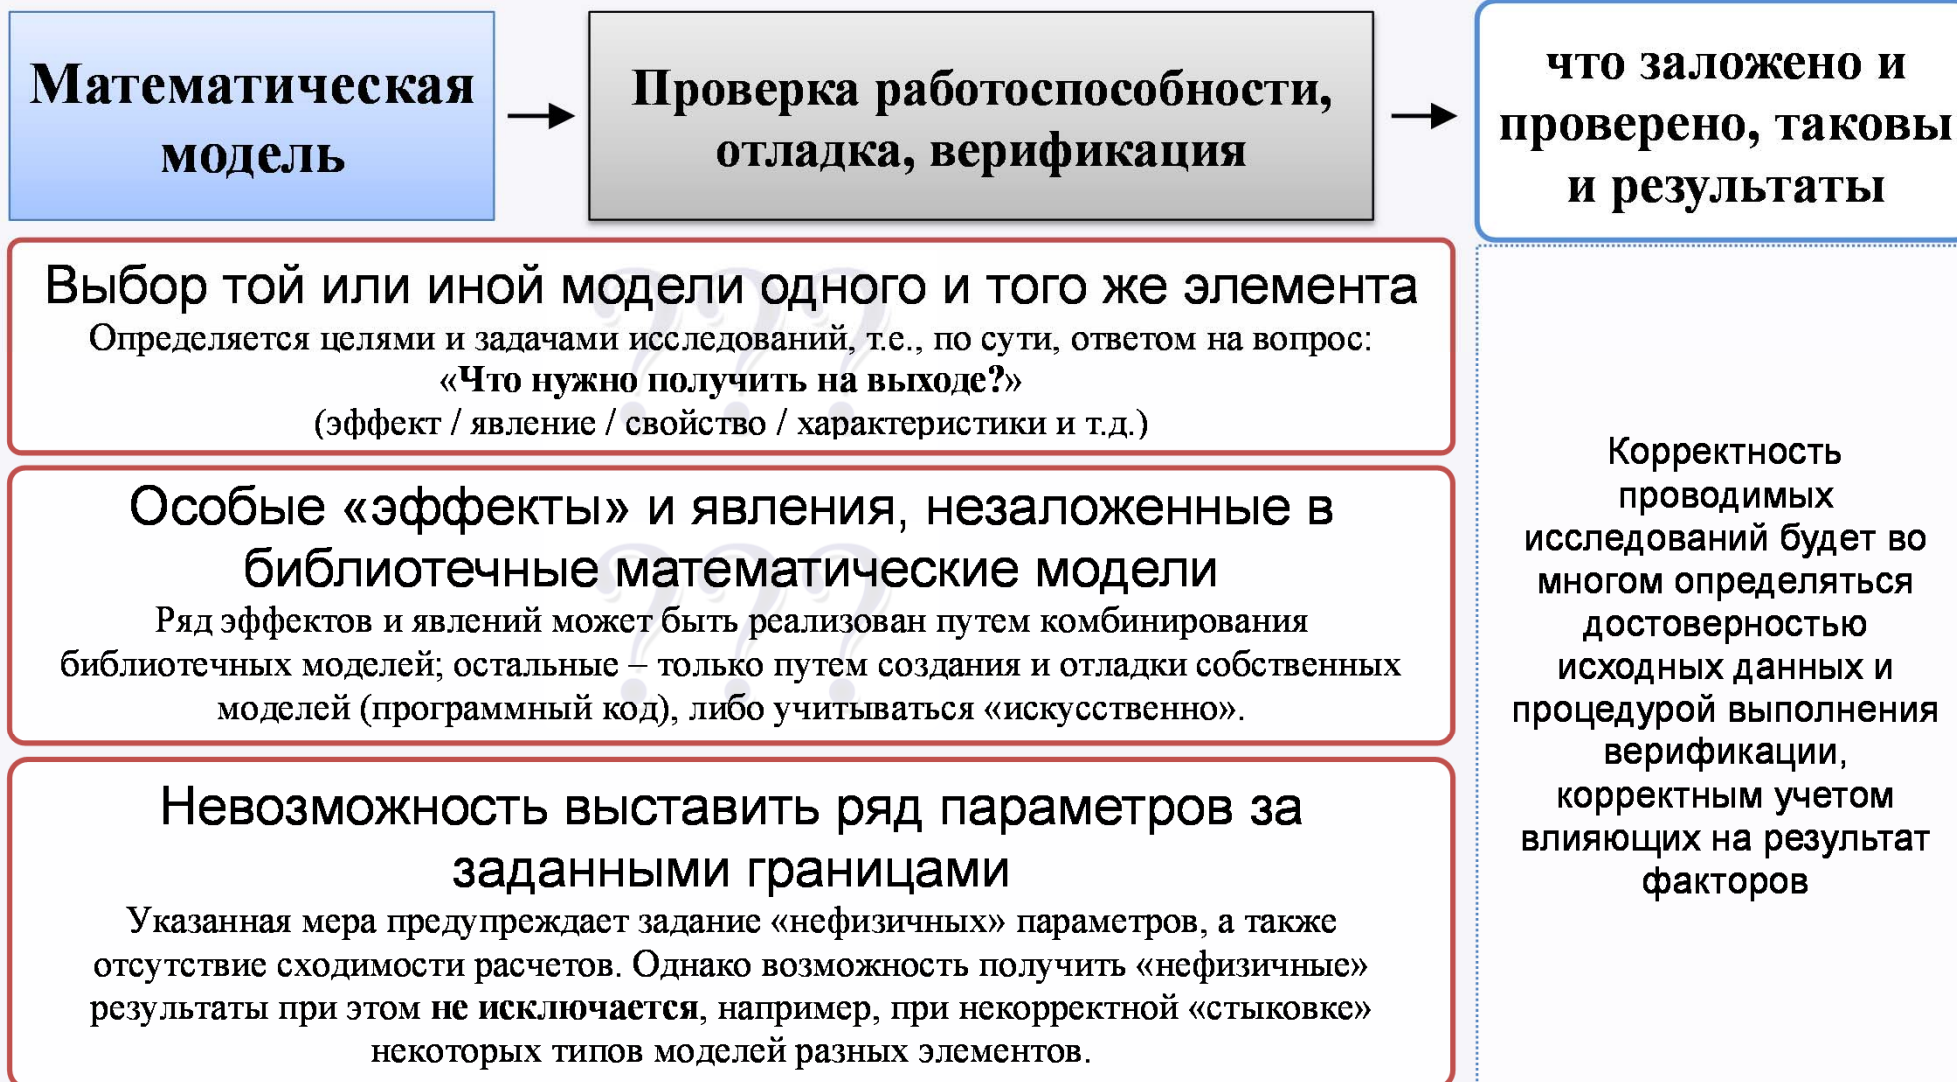 Математическая
модель
Проверка работоспособности,
отладка, верификация
что заложено и
проверено, таковы
и результаты
Выбор той или иной модели одного и того же элемента
Определяется целями и задачами исследований, т.е., по сути, ответом на вопрос:
«Что нужно получить на выходе?»
(эффект / явление / свойство / характеристики и т.д.)
Особые «эффекты» и явления, незаложенные в
библиотечные математические модели
Ряд эффектов и явлений может быть реализован путем комбинирования
библиотечных моделей; остальные – только путем создания и отладки собственных
моделей (программный код), либо учитываться «искусственно».
Невозможность выставить ряд параметров за
заданными границами
Указанная мера предупреждает задание «нефизичных» параметров, а также
отсутствие сходимости расчетов. Однако возможность получить «нефизичные»
результаты при этом не исключается, например, при некорректной «стыковке»
некоторых типов моделей разных элементов.
Корректность
проводимых
исследований будет во
многом определяться
достоверностью
исходных данных и
процедурой выполнения
верификации,
корректным учетом
влияющих на результат
факторов
???
???